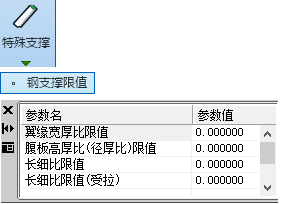 特殊支撑
钢支撑限值
参数名 参数值
翼缘宽厚比限值 0.000000
腹板高厚比(径厚比)限值 0.000000
长细比限值 0.000000
长细比限值(受拉) 0.000000